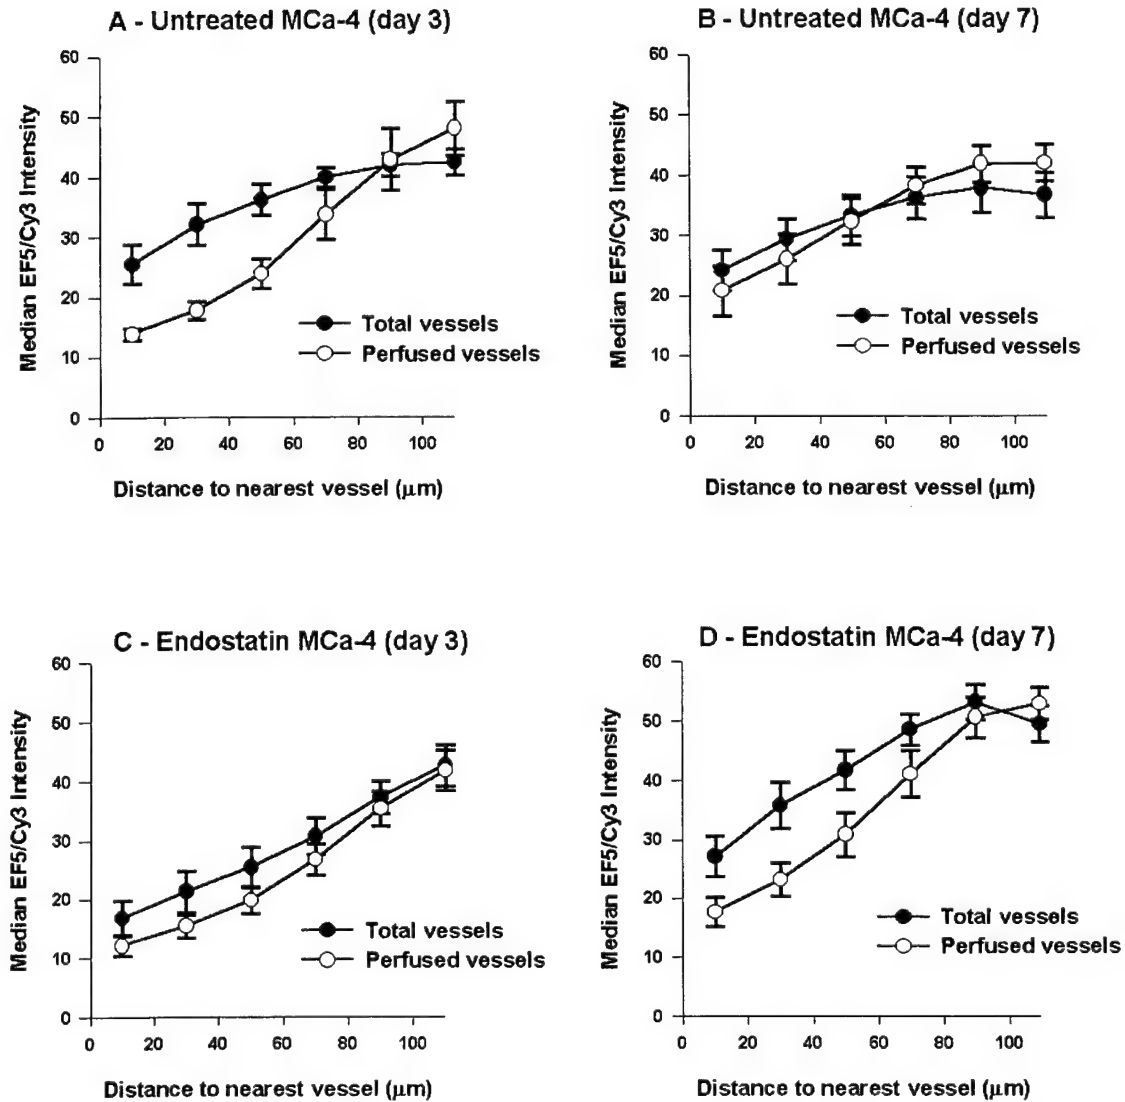 A - Untreated MCa-4 (day 3)
60
50
40
30
20
10
0
Median EF5/Cy3 Intensity
Total vessels
Perfused vessels
0 20 40 60 80 100
Distance to nearest vessel (µm)
B - Untreated MCa-4 (day 7)
60
50
40
30
20
10
0
Median EF5/Cy3 Intensity
Total vessels
Perfused vessels
0 20 40 60 80 100
Distance to nearest vessel (µm)
C - Endostatin MCa-4 (day 3)
60
50
40
30
20
10
0
Median EF5/Cy3 Intensity
Total vessels
Perfused vessels
0 20 40 60 80 100
Distance to nearest vessel (µm)
D - Endostatin MCa-4 (day 7)
60
50
40
30
20
10
0
Median EF5/Cy3 Intensity
Total vessels
Perfused vessels
0 20 40 60 80 100
Distance to nearest vessel (µm)